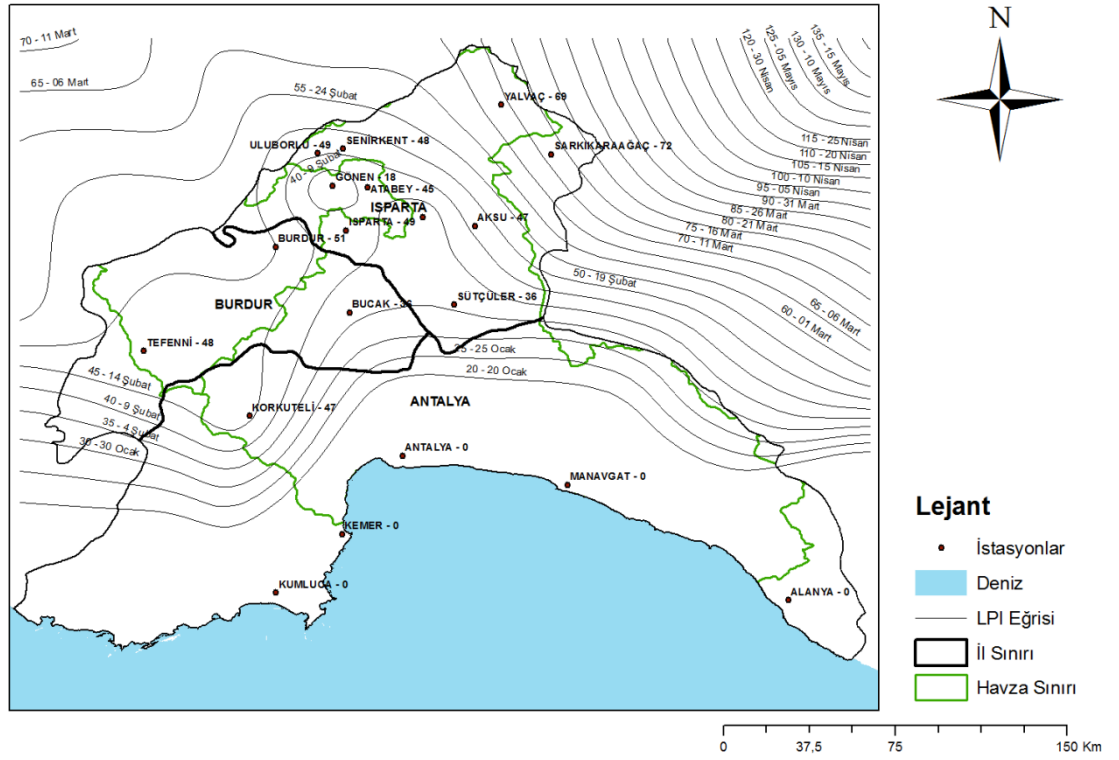 70 - 11 Mart
65 - 06 Mart
55 - 24 Şubat
120 - 30 Nisan
125 - 05 Mayıs
130 - 10 Mayıs
135 - 15 Mayıs
N
YALVAÇ - 69
ULUBORLU - 49
SENİRKENT - 48
ŞARKİKARAAĞAÇ - 72
40 - 9 Şubat
GÖNEN - 18
ATABEY - 45
ISPARTA
ISPARTA - 49
AKSU - 47
BURDUR - 51
115 - 25 Nisan
110 - 20 Nisan
105 - 15 Nisan
100 - 10 Nisan
95 - 05 Nisan
90 - 31 Mart
85 - 26 Mart
80 - 21 Mart
75 - 16 Mart
70 - 11 Mart
50 - 19 Şubat
65 - 06 Mart
60 - 01 Mart
BURDUR
BUCAK - 36
SÜTÇÜLER - 36
TEFENNİ - 48
25 - 25 Ocak
20 - 20 Ocak
45 - 14 Şubat
40 - 9 Şubat
35 - 4 Şubat
30 - 30 Ocak
KORKUTELİ - 47
ANTALYA
ANTALYA - 0
MANAVGAT - 0
KEMER - 0
KUMLUCA - 0
ALANYA - 0
Lejant
İstasyonlar
Deniz
LPI Eğrisi
İl Sınırı
Havza Sınırı
0 37,5 75 150 Km